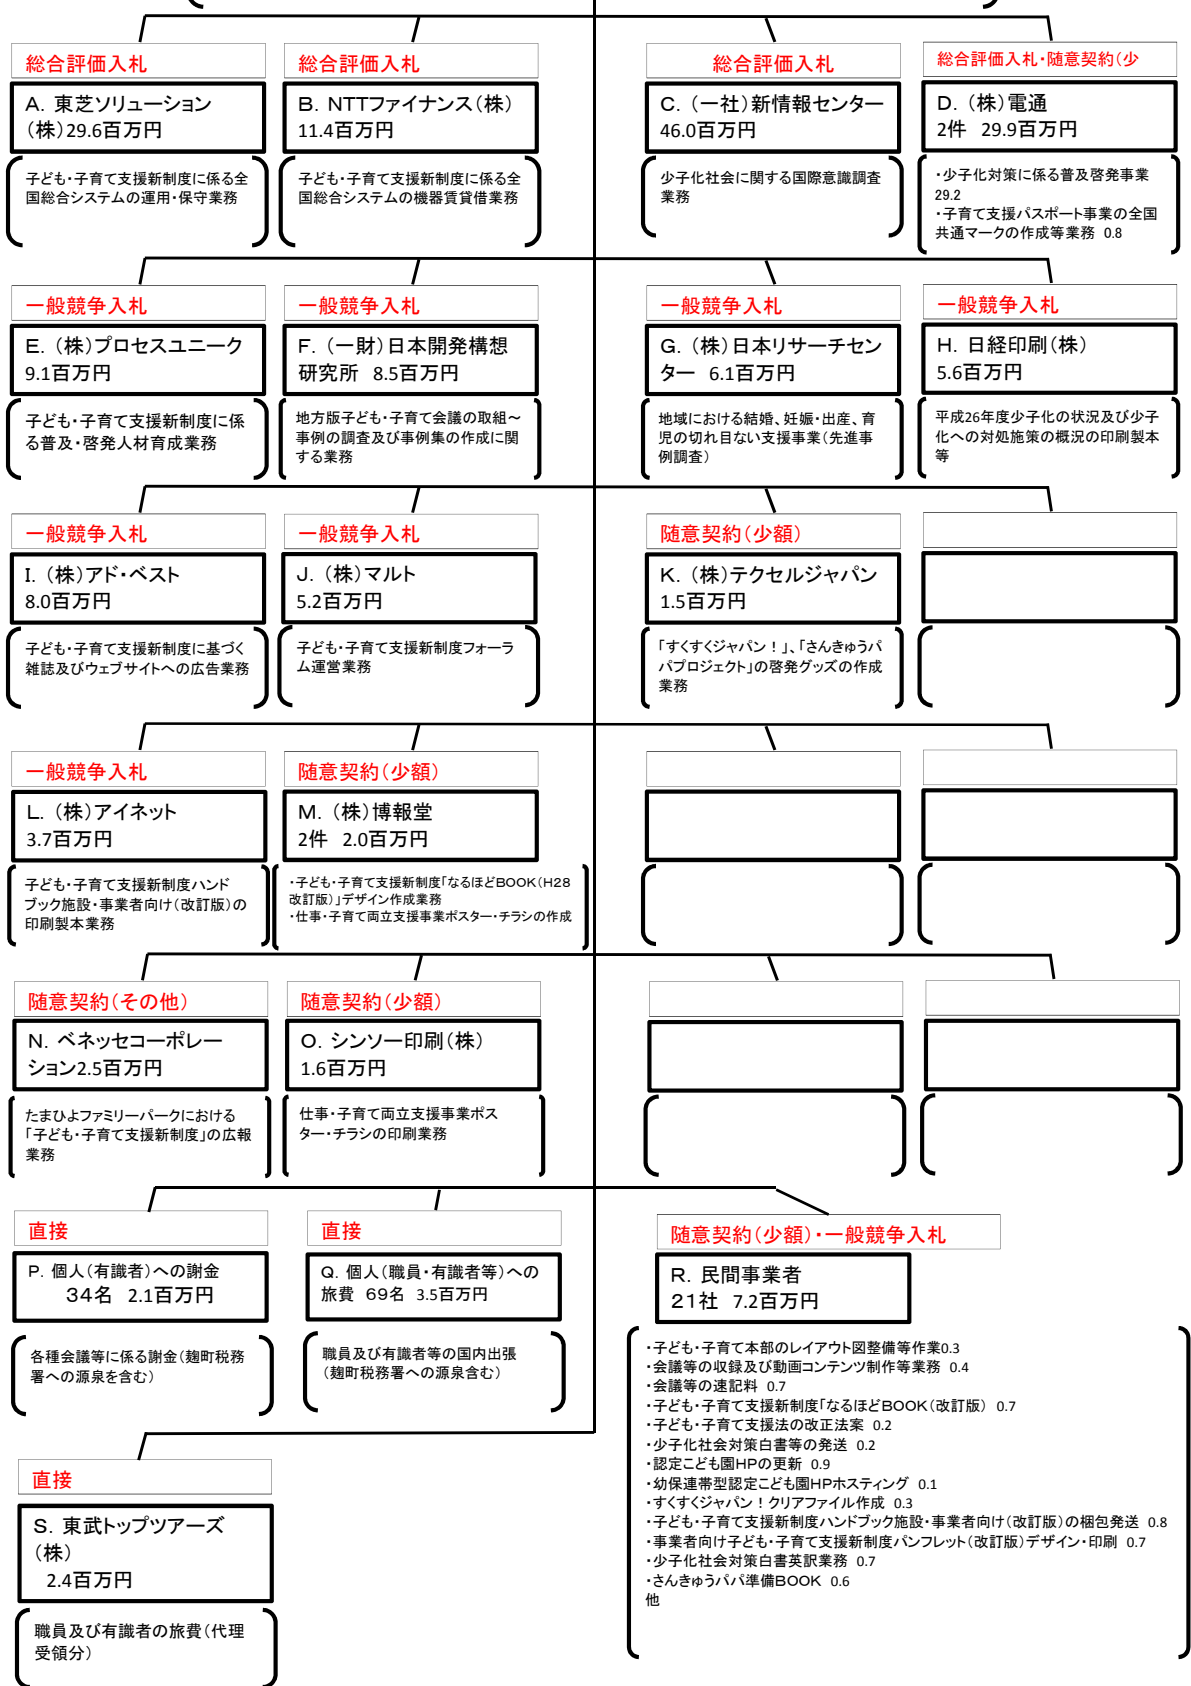 総合評価入札
A．東芝ソリューション
（株）29.6百万円
子ども・子育て支援新制度に係る全
国総合システムの運用・保守業務
総合評価入札
B．NTTファイナンス（株）
11.4百万円
子ども・子育て支援新制度に係る全
国総合システムの機器賃貸借業務
総合評価入札
C．（一社）新情報センター
46.0百万円
少子化社会に関する国際意識調査
業務
総合評価入札・随意契約（少
D．（株）電通
2件 29.9百万円
・少子化対策に係る普及啓発事業
29.2
・子育て支援パスポート事業の全国
共通マークの作成等業務 0.8
一般競争入札
E．（株）プロセスユニーク
9.1百万円
子ども・子育て支援新制度に係
る普及・啓発人材育成業務
一般競争入札
F．（一財）日本開発構想
研究所 8.5百万円
地方版子ども・子育て会議の取組～
事例の調査及び事例集の作成に関
する業務
一般競争入札
G．（株）日本リサーチセン
ター 6.1百万円
地域における結婚、妊娠・出産、育
児の切れ目ない支援事業（先進事
例調査）
一般競争入札
H．日経印刷（株）
5.6百万円
平成26年度少子化の状況及び少子
化への対処施策の概況の印刷製本
等
一般競争入札
I．（株）アド・ベスト
8.0百万円
子ども・子育て支援新制度に基づく
雑誌及びウェブサイトへの広告業務
一般競争入札
J．（株）マルト
5.2百万円
子ども・子育て支援新制度フォーラ
ム運営業務
随意契約（少額）
K．（株）テクセルジャパン
1.5百万円
「すくすくジャパン！」、「さんきゅうパ
パプロジェクト」の啓発グッズの作成
業務
一般競争入札
L．（株）アイネット
3.7百万円
子ども・子育て支援新制度ハンド
ブック施設・事業者向け（改訂版）の
印刷製本業務
随意契約（少額）
M．（株）博報堂
2件 2.0百万円
・子ども・子育て支援新制度「なるほどBOOK（H28
改訂版）」デザイン作成業務
・仕事・子育て両立支援事業ポスター・チラシの作成
随意契約（その他）
N．ベネッセコーポレー
ション2.5百万円
たまひよファミリーパークにおける
「子ども・子育て支援新制度」の広報
業務
随意契約（少額）
O．シンソー印刷（株）
1.6百万円
仕事・子育て両立支援事業ポス
ター・チラシの印刷業務
直接
P．個人（有識者）への謝金
34名 2.1百万円
各種会議等に係る謝金（麹町税務
署への源泉を含む）
直接
Q．個人（職員・有識者等）への
旅費 69名 3.5百万円
職員及び有識者等の国内出張
（麹町税務署への源泉含む）
随意契約（少額）・一般競争入札
R．民間事業者
21社 7.2百万円
・子ども・子育て本部のレイアウト図整備等作業0.3
・会議等の収録及び動画コンテンツ制作等業務 0.4
・会議等の速記料 0.7
・子ども・子育て支援新制度「なるほどBOOK（改訂版） 0.7
・子ども・子育て支援法の改正法案 0.2
・少子化社会対策白書等の発送 0.2
・認定こども園HPの更新 0.9
・幼保連帯型認定こども園HPホスティング 0.1
・すくすくジャパン！クリアファイル作成 0.3
・子ども・子育て支援新制度ハンドブック施設・事業者向け（改訂版）の梱包発送 0.8
・事業者向け子ども・子育て支援新制度パンフレット（改訂版）デザイン・印刷 0.7
・少子化社会対策白書英訳業務 0.7
・さんきゅうパパ準備BOOK 0.6
他
直接
S．東武トップツアーズ
（株）
2.4百万円
職員及び有識者の旅費（代理
受領分）